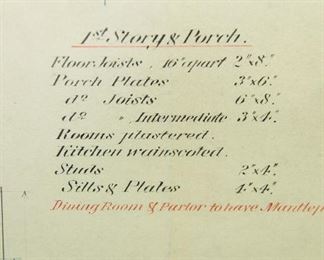 1st Story & Porch.
Floor Joists, 16" apart 2"x8".
Porch Plates 3"x6".
do Joists 6"x8".
do " Intermediate 3"x4".
Rooms plastered.
Kitchen wainscoted.
Studs 2"x4".
Sills & Plates 4"x4".
Dining Room & Parlor to have Mantlep